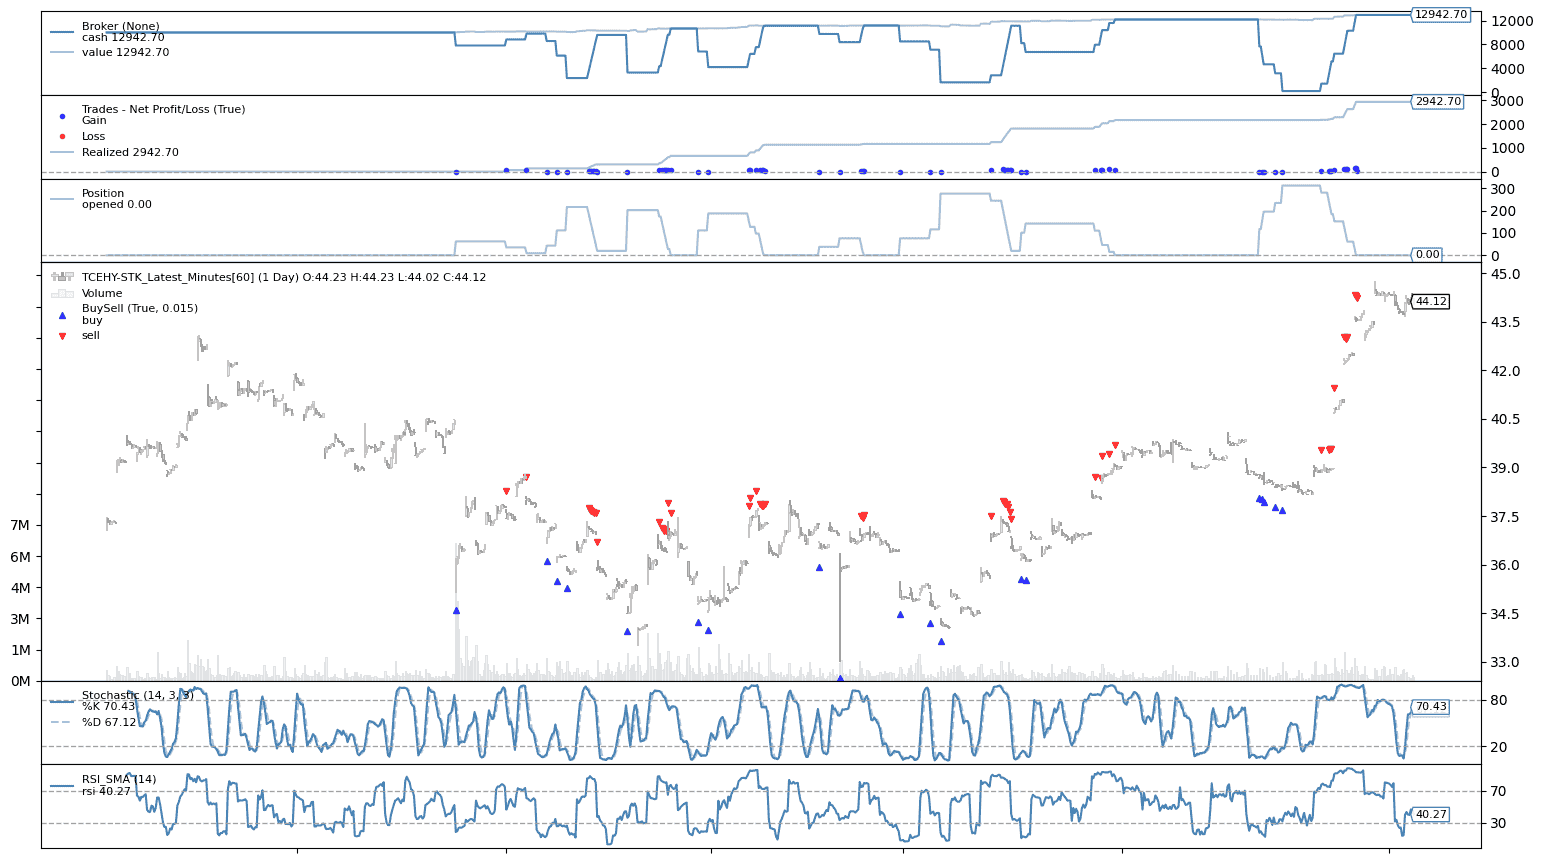 Broker (None)
cash 12942.70
value 12942.70
12942.70
12000
8000
4000
0
Trades - Net Profit/Loss (True)
Gain
Loss
Realized 2942.70
2942.70
3000
2000
1000
0
Position
opened 0.00
300
200
100
0
0.00
TCEHY-STK_Latest_Minutes[60] (1 Day) O:44.23 H:44.23 L:44.02 C:44.12
Volume
BuySell (True, 0.015)
buy
sell
45.0
44.12
43.5
42.0
40.5
39.0
37.5
36.0
34.5
33.0
7M
6M
4M
3M
1M
0M
Stochastic (14, 3, 3)
%K 70.43
%D 67.12
80
70.43
20
RSI_SMA (14)
rsi 40.27
70
40.27
30